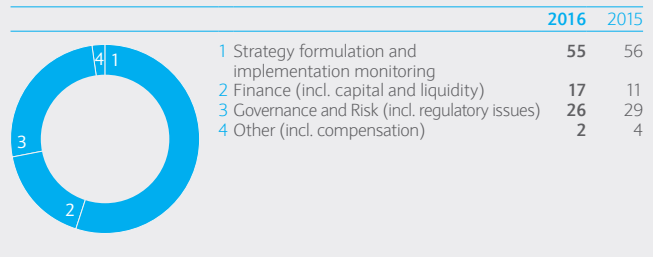 2016 2015
1 Strategy formulation and 55 56
implementation monitoring
2 Finance (incl. capital and liquidity) 17 11
3 Governance and Risk (incl. regulatory issues) 26 29
4 Other (incl. compensation) 2 4
4 1
3
2